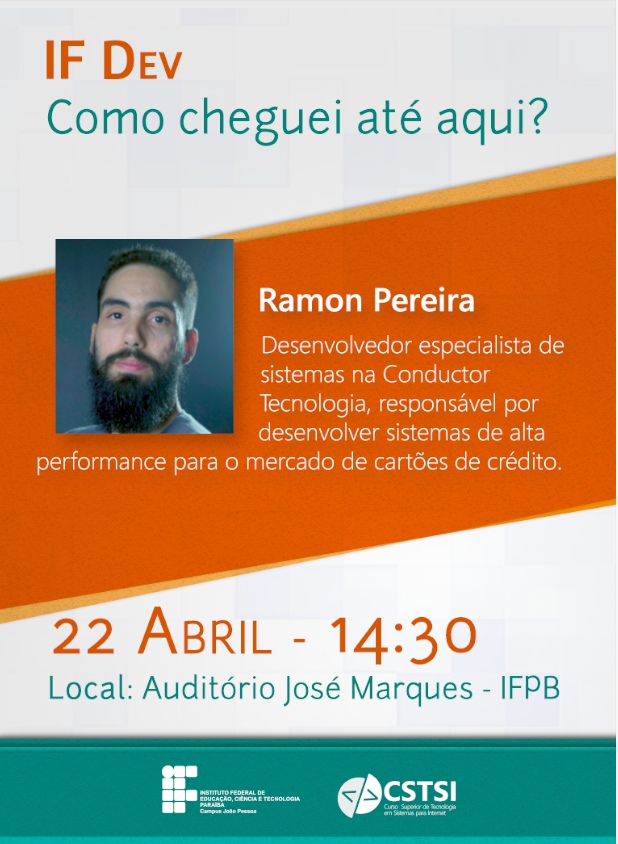 IF DEV
Como cheguei até aqui?
Ramon Pereira
Desenvolvedor especialista de
sistemas na Conductor
Tecnologia, responsável por
desenvolver sistemas de alta
performance para o mercado de cartões de crédito.
22 ABRIL - 14:30
Local: Auditório José Marques - IFPB
INSTITUTO FEDERAL DE
EDUCAÇÃO, CIÊNCIA E TECNOLOGIA
PARAÍBA
Campus João Pessoa
</> CSTSI
Curso Superior de Tecnologia
em Sistemas para Internet